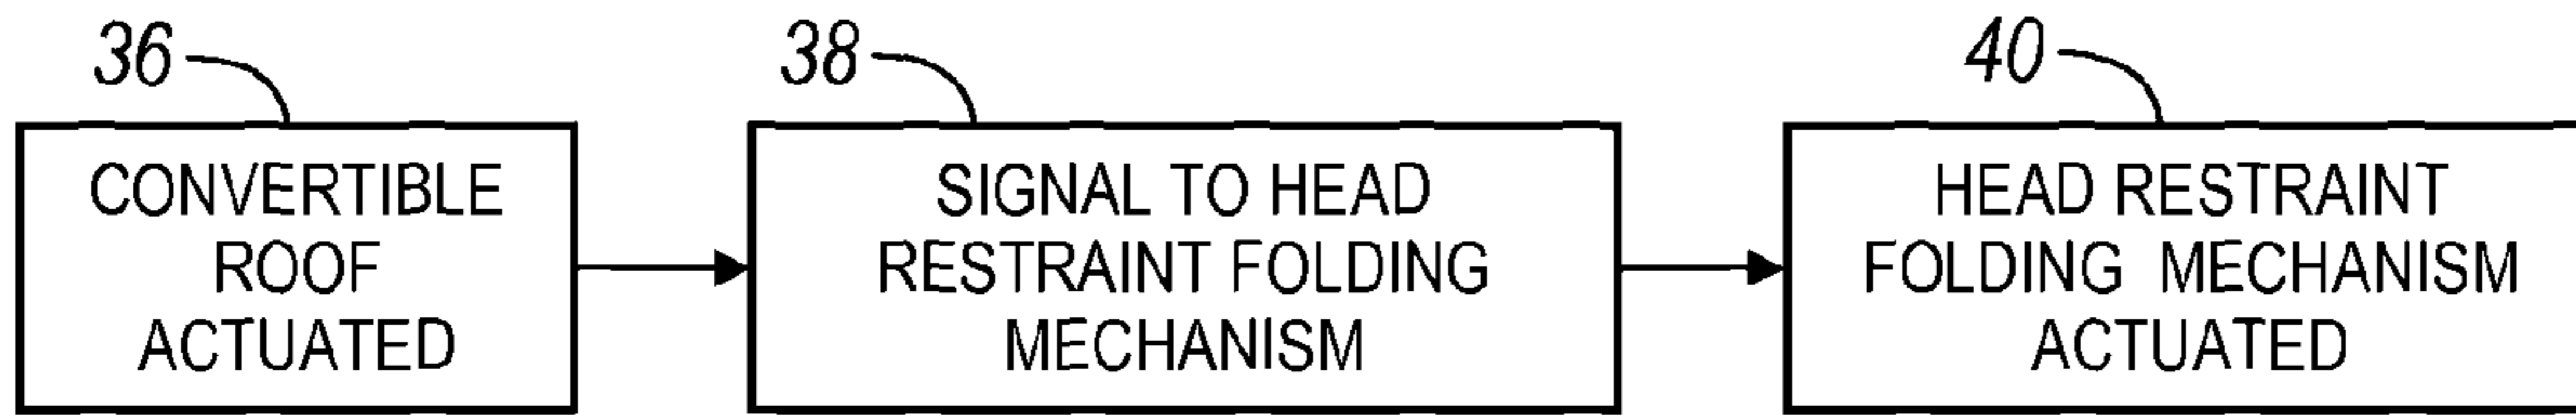 36
38
40
CONVERTIBLE
ROOF
ACTUATED
SIGNAL TO HEAD
RESTRAINT FOLDING
MECHANISM
HEAD RESTRAINT
FOLDING MECHANISM
ACTUATED